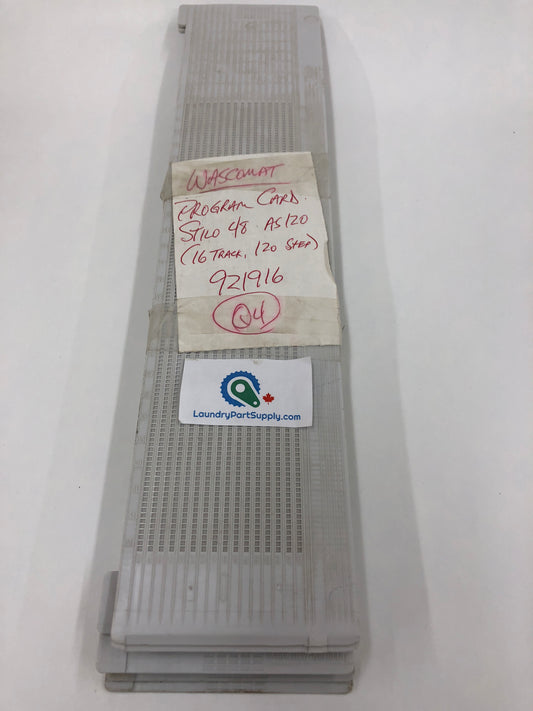 WASCOMAT
PROGRAM CARD.
STILO 4/8 AS120
(16 TRACK, 120 STEP)
921916
Q4
LaundryPartSupply.com